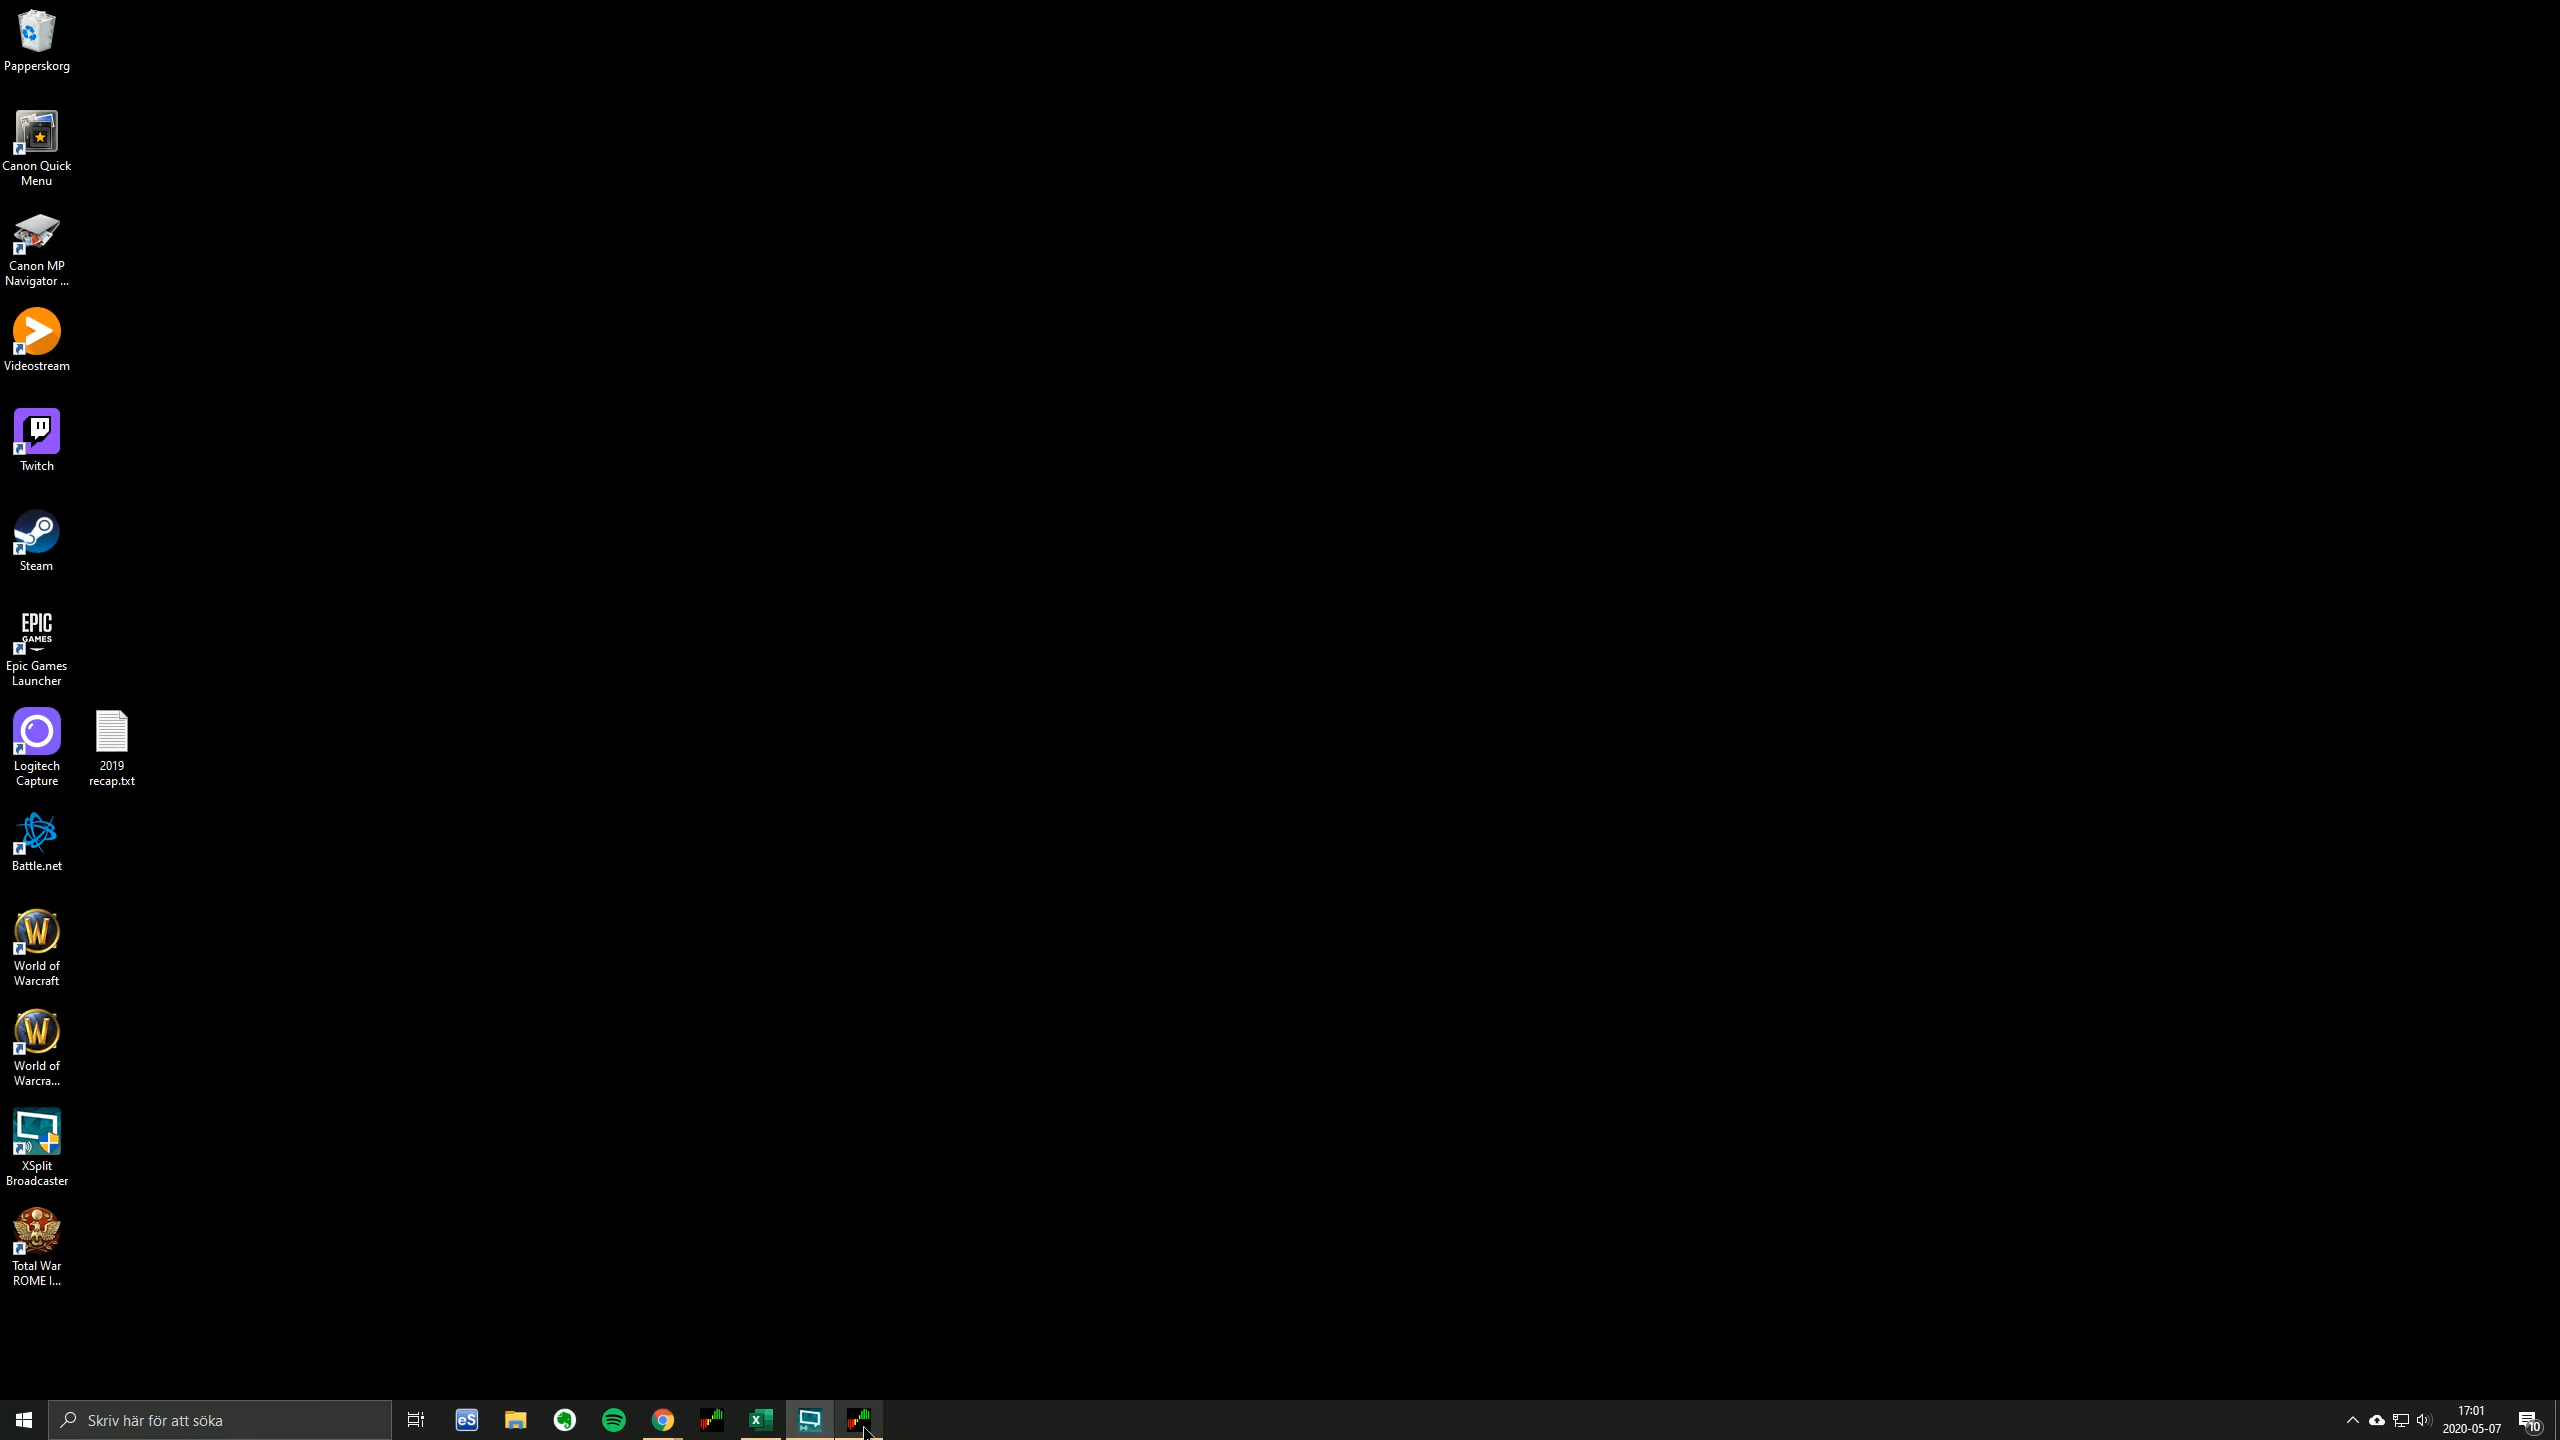 Papperskorg
Canon Quick
Menu
Canon MP
Navigator ...
Videostream
Twitch
Steam
EPIC
GAMES
Epic Games
Launcher
Logitech
Capture
2019
recap.txt
Battle.net
World of
Warcraft
World of
Warcra...
XSplit
Broadcaster
Total War
ROME I...
Skriv här för att söka
eS
17:01
2020-05-07
10